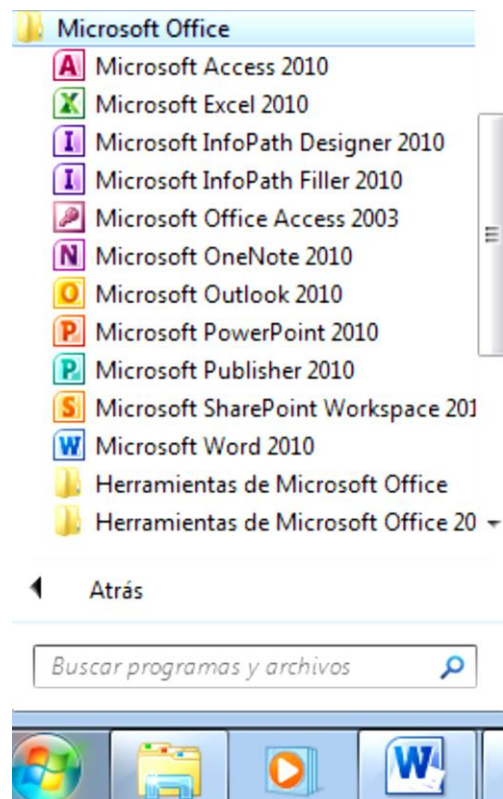 Microsoft Office
Microsoft Access 2010
Microsoft Excel 2010
Microsoft InfoPath Designer 2010
Microsoft InfoPath Filler 2010
Microsoft Office Access 2003
Microsoft OneNote 2010
Microsoft Outlook 2010
Microsoft PowerPoint 2010
Microsoft Publisher 2010
Microsoft SharePoint Workspace 201
Microsoft Word 2010
Herramientas de Microsoft Office
Herramientas de Microsoft Office 20
Atrás
Buscar programas y archivos